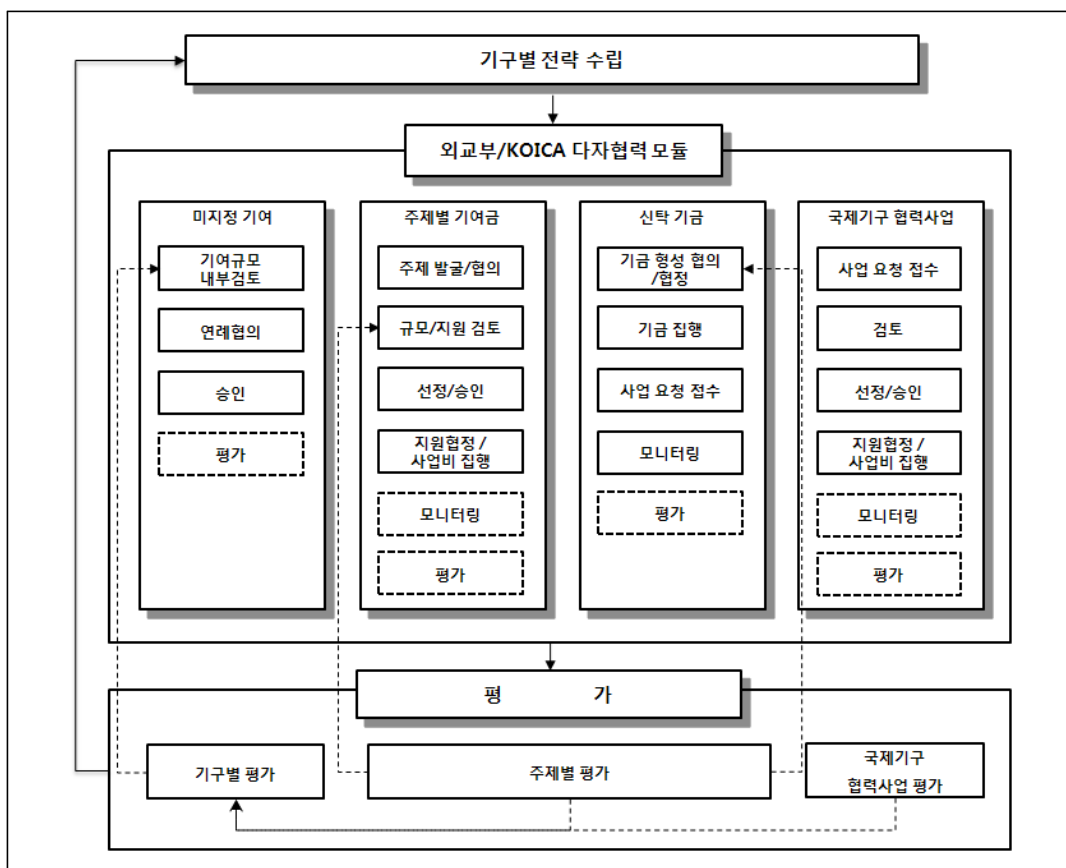 기구별 전략 수립
외교부/KOICA 다자협력 모듈
미지정 기여
기여규모
내부검토
연례협의
승인
평가
주제별 기여금
주제 발굴/협의
규모/지원 검토
선정/승인
지원협정 /
사업비 집행
모니터링
평가
신탁 기금
기금 형성 협의
/협정
기금 집행
사업 요청 접수
모니터링
평가
국제기구 협력사업
사업 요청 접수
검토
선정/승인
지원협정 /
사업비 집행
모니터링
평가
평 가
기구별 평가
주제별 평가
국제기구
협력사업 평가